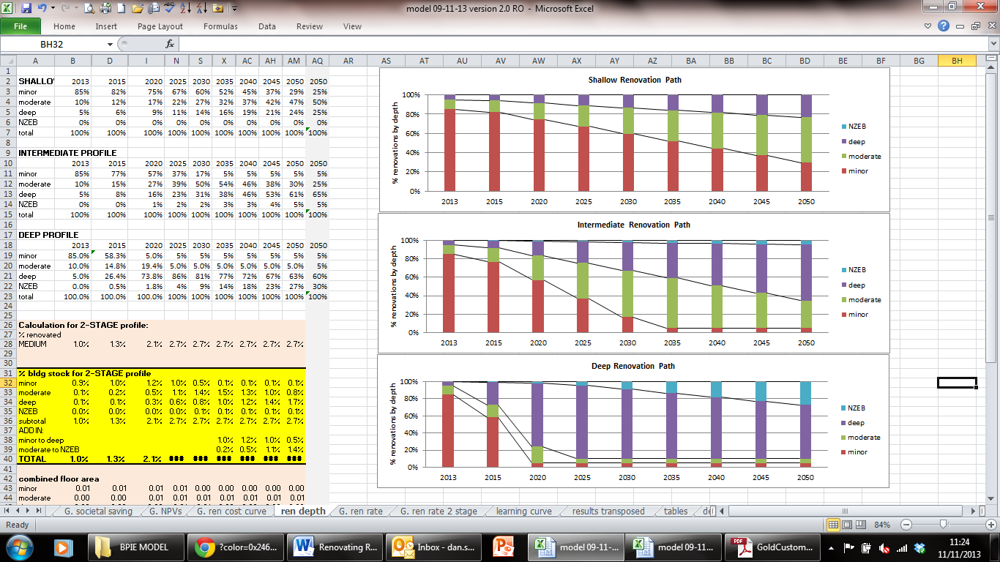 model 09-11-13 version 2.0 RO - Microsoft Excel
File Home Insert Page Layout Formulas Data Review View
BH32 fx
A B D I N S X AC AH AM AQ AR AS AT AU AV AW AX AY AZ BA BB BC BD BE BF BG BH
1
2 SHALLO' 2013 2015 2020 2025 2030 2035 2040 2045 2050 2050
3 minor 85% 82% 75% 67% 60% 52% 45% 37% 29% 25%
4 moderate 10% 12% 17% 22% 27% 32% 37% 42% 47% 50%
5 deep 5% 6% 9% 11% 14% 16% 19% 21% 24% 25%
6 NZEB 0% 0% 0% 0% 0% 0% 0% 0% 0% 0%
7 total 100% 100% 100% 100% 100% 100% 100% 100% 100% 100%
8
9 INTERMEDIATE PROFILE
10 2013 2015 2020 2025 2030 2035 2040 2045 2050 2050
11 minor 85% 77% 57% 37% 17% 5% 5% 5% 5% 5%
12 moderate 10% 15% 27% 39% 50% 54% 46% 38% 30% 25%
13 deep 5% 8% 16% 23% 31% 38% 46% 53% 61% 65%
14 NZEB 0% 0% 1% 2% 2% 3% 3% 4% 5% 5%
15 total 100% 100% 100% 100% 100% 100% 100% 100% 100% 100%
16
17 DEEP PROFILE
18 2013 2015 2020 2025 2030 2035 2040 2045 2050 2050
19 minor 85.0% 58.3% 5.0% 5% 5% 5% 5% 5% 5% 5%
20 moderate 10.0% 14.8% 19.4% 5.0% 5.0% 5.0% 5.0% 5.0% 5.0% 5%
21 deep 5.0% 26.4% 73.8% 86% 81% 77% 72% 67% 63% 60%
22 NZEB 0.0% 0.5% 1.8% 4% 9% 14% 18% 23% 27% 30%
23 total 100.0% 100.0% 100.0% 100% 100% 100% 100% 100% 100% 100%
24
25
26 Calculation for 2-STAGE profile:
27 % renovated
28 MEDIUM 1.0% 1.3% 2.1% 2.7% 2.7% 2.7% 2.7% 2.7% 2.7%
29
30
31 % bldg stock for 2-STAGE profile
32 minor 0.9% 1.0% 1.2% 1.0% 0.5% 0.1% 0.1% 0.1% 0.1%
33 moderate 0.1% 0.2% 0.5% 1.1% 1.4% 1.5% 1.3% 1.0% 0.8%
34 deep 0.1% 0.1% 0.3% 0.6% 0.8% 1.0% 1.2% 1.4% 1.7%
35 NZEB 0.0% 0.0% 0.0% 0.0% 0.1% 0.1% 0.1% 0.1% 0.1%
36 subtotal 1.0% 1.3% 2.1% 2.7% 2.7% 2.7% 2.7% 2.7% 2.7%
37 ADD IN:
38 minor to deep 1.0% 1.2% 1.0% 0.5%
39 moderate to NZEB 0.2% 0.5% 1.1% 1.4%
40 TOTAL 1.0% 1.3% 2.1% ### ### ### ### ### ###
41
42 combined floor area
43 minor 0.01 0.01 0.01 0.01 0.00 0.00 0.00 0.00 0.00
44 moderate 0.00 0.00 0.01 0.01 0.01
Shallow Renovation Path
% renovations by depth
100%
80%
60%
40%
20%
0%
2013 2015 2020 2025 2030 2035 2040 2045 2050
NZEB
deep
moderate
minor
Intermediate Renovation Path
% renovations by depth
100%
80%
60%
40%
20%
0%
2013 2015 2020 2025 2030 2035 2040 2045 2050
NZEB
deep
moderate
minor
Deep Renovation Path
% renovations by depth
100%
80%
60%
40%
20%
0%
2013 2015 2020 2025 2030 2035 2040 2045 2050
NZEB
deep
moderate
minor
G. societal saving G. NPVs G. ren cost curve ren depth G. ren rate G. ren rate 2 stage learning curve results transposed tables
Ready 84%
BPIE MODEL ?color=0x246... Renovating R... Inbox - dan.s... model 09-11-... model 09-11... GoldCustom... 11:24
11/11/2013